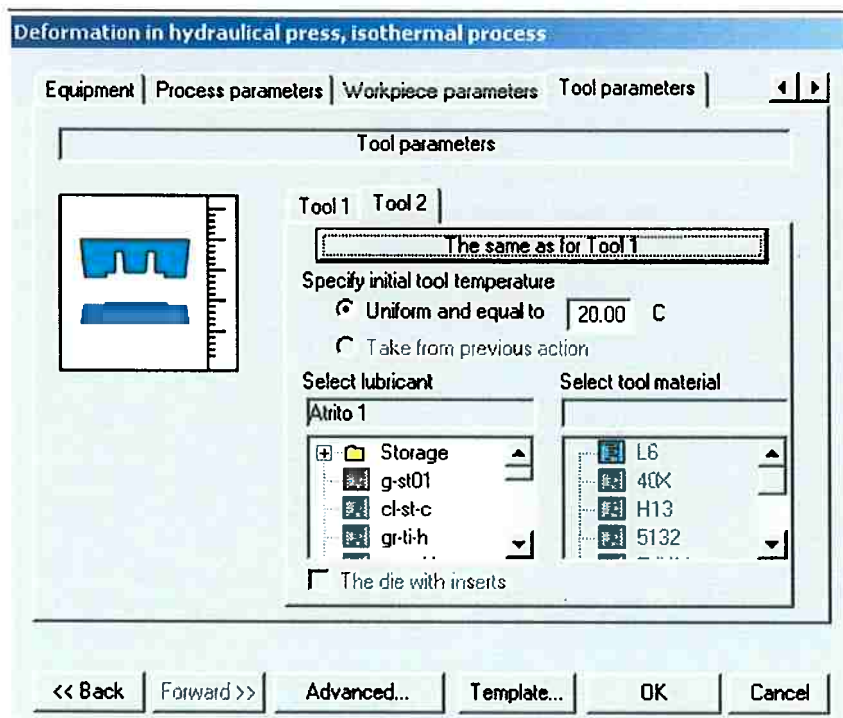 Deformation in hydraulical press, isothermal process
Equipment Process parameters Workpiece parameters Tool parameters
Tool parameters
Tool 1 Tool 2
The same as for Tool 1
Specify initial tool temperature
Uniform and equal to 20.00 C
Take from previous action
Select lubricant Select tool material
Atrito 1
Storage L6
g-st01 40X
cl-st-c H13
gr-ti-h 5132
The die with inserts
<< Back Forward >> Advanced... Template... OK Cancel